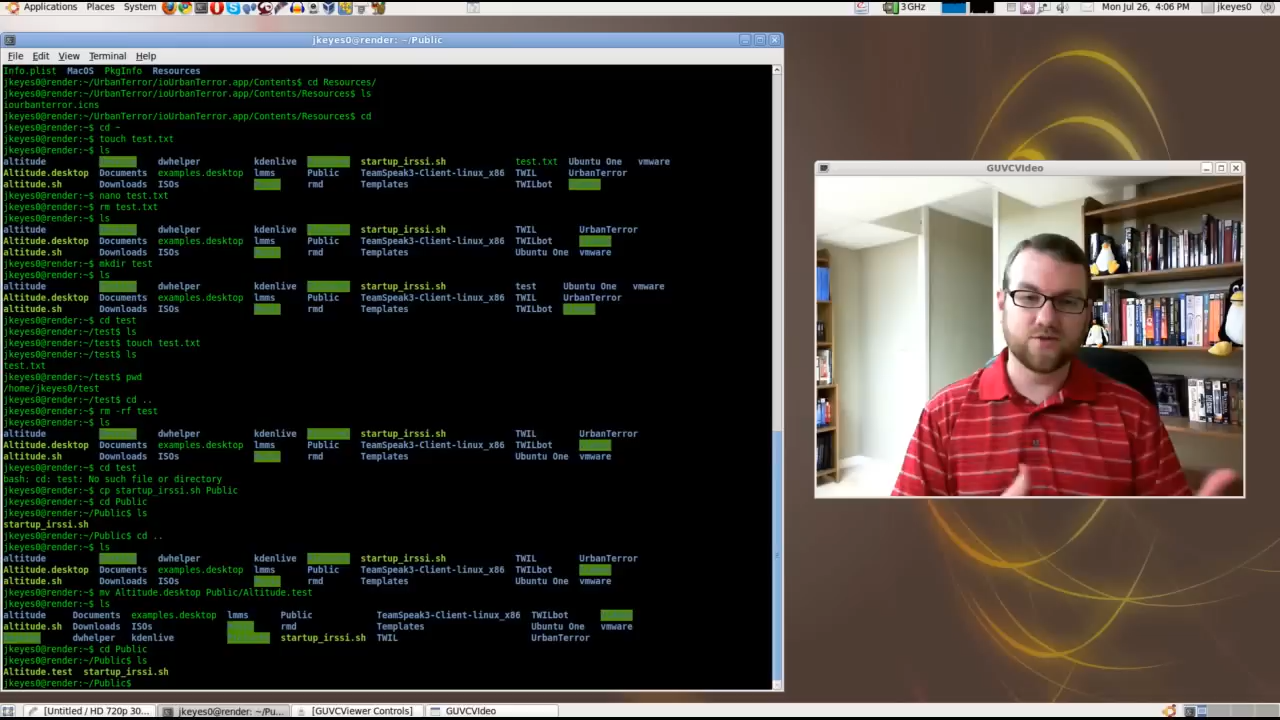 Applications Places System 3 GHz Mon Jul 26, 4:06 PM jkeyes0
jkeyes0@render: ~/Public
File Edit View Terminal Help
Info.plist MacOS PkgInfo Resources
jkeyes0@render:~/UrbanTerror/ioUrbanTerror.app/Contents$ cd Resources/
jkeyes0@render:~/UrbanTerror/ioUrbanTerror.app/Contents/Resources$ ls
iourbanterror.icns
jkeyes0@render:~/UrbanTerror/ioUrbanTerror.app/Contents/Resources$ cd
jkeyes0@render:~$ cd ~
jkeyes0@render:~$ touch test.txt
jkeyes0@render:~$ ls
altitude dwhelper kdenlive startup_irssi.sh test.txt Ubuntu One vmware
Altitude.desktop Documents examples.desktop lmms Public TeamSpeak3-Client-linux_x86 TWIL UrbanTerror
altitude.sh Downloads ISOs rmd Templates TWILbot
jkeyes0@render:~$ nano test.txt
jkeyes0@render:~$ rm test.txt
jkeyes0@render:~$ ls
altitude dwhelper kdenlive startup_irssi.sh TWIL UrbanTerror
Altitude.desktop Documents examples.desktop lmms Public TeamSpeak3-Client-linux_x86 TWILbot
altitude.sh Downloads ISOs rmd Templates Ubuntu One vmware
jkeyes0@render:~$ mkdir test
jkeyes0@render:~$ ls
altitude dwhelper kdenlive startup_irssi.sh test Ubuntu One vmware
Altitude.desktop Documents examples.desktop lmms Public TeamSpeak3-Client-linux_x86 TWIL UrbanTerror
altitude.sh Downloads ISOs rmd Templates TWILbot
jkeyes0@render:~$ cd test
jkeyes0@render:~/test$ ls
jkeyes0@render:~/test$ touch test.txt
jkeyes0@render:~/test$ ls
test.txt
jkeyes0@render:~/test$ pwd
/home/jkeyes0/test
jkeyes0@render:~/test$ cd ..
jkeyes0@render:~$ rm -rf test
jkeyes0@render:~$ ls
altitude dwhelper kdenlive startup_irssi.sh TWIL UrbanTerror
Altitude.desktop Documents examples.desktop lmms Public TeamSpeak3-Client-linux_x86 TWILbot
altitude.sh Downloads ISOs rmd Templates Ubuntu One vmware
jkeyes0@render:~$ cd test
bash: cd: test: No such file or directory
jkeyes0@render:~$ cp startup_irssi.sh Public
jkeyes0@render:~$ cd Public
jkeyes0@render:~/Public$ ls
startup_irssi.sh
jkeyes0@render:~/Public$ cd ..
jkeyes0@render:~$ ls
altitude dwhelper kdenlive startup_irssi.sh TWIL UrbanTerror
Altitude.desktop Documents examples.desktop lmms Public TeamSpeak3-Client-linux_x86 TWILbot
altitude.sh Downloads ISOs rmd Templates Ubuntu One vmware
jkeyes0@render:~$ mv Altitude.desktop Public/Altitude.test
jkeyes0@render:~$ ls
altitude Documents examples.desktop lmms Public TeamSpeak3-Client-linux_x86 TWILbot
altitude.sh Downloads ISOs rmd Templates Ubuntu One vmware
dwhelper kdenlive startup_irssi.sh TWIL UrbanTerror
jkeyes0@render:~$ cd Public
jkeyes0@render:~/Public$ ls
Altitude.test startup_irssi.sh
jkeyes0@render:~/Public$
GUVCVideo
[Untitled / HD 720p 30... jkeyes0@render: ~/Pu... [GUVCViewer Controls] GUVCVideo